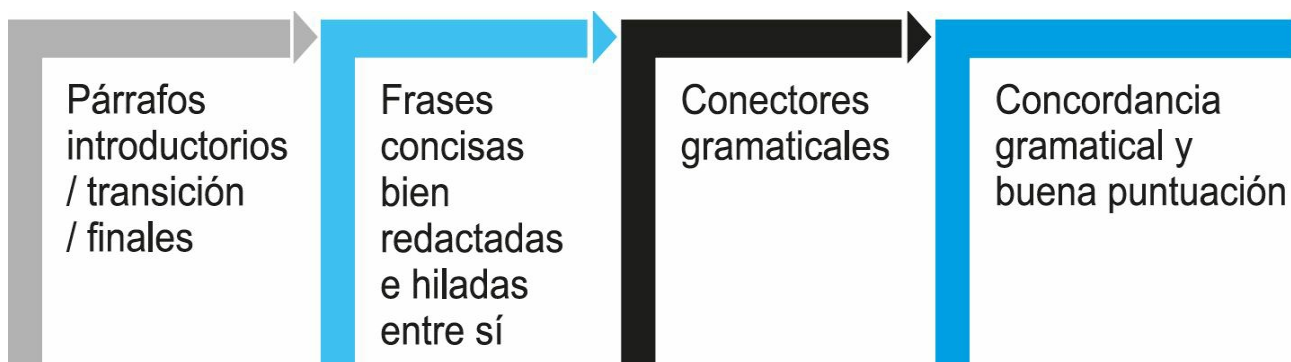 Párrafos
introductorios
/ transición
/ finales
Frases
concisas
bien
redactadas
e hiladas
entre sí
Conectores
gramaticales
Concordancia
gramatical y
buena puntuación